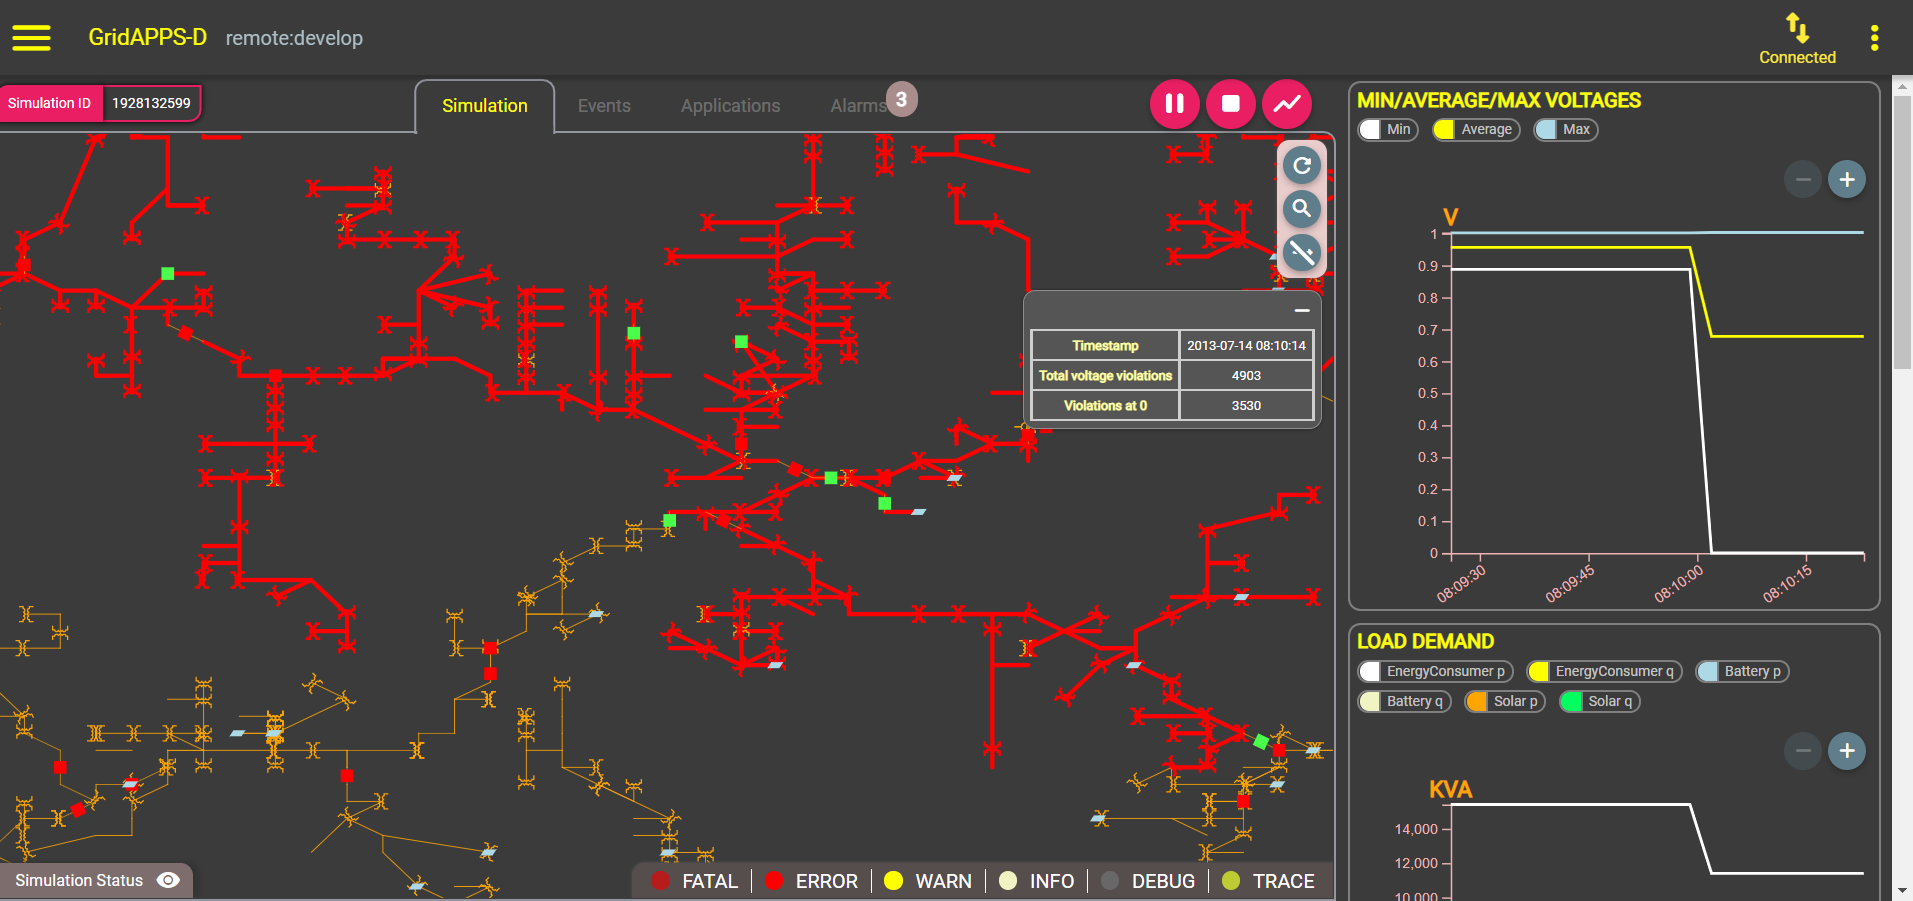 GridAPPS-D remote:develop
Connected
Simulation ID 1928132599
Simulation Events Applications Alarms 3
Timestamp 2013-07-14 08:10:14
Total voltage violations 4903
Violations at 0 3530
Simulation Status
FATAL ERROR WARN INFO DEBUG TRACE
MIN/AVERAGE/MAX VOLTAGES
Min Average Max
V
1
0.9
0.8
0.7
0.6
0.5
0.4
0.3
0.2
0.1
0
08:09:30 08:09:45 08:10:00 08:10:15
LOAD DEMAND
EnergyConsumer p EnergyConsumer q Battery p
Battery q Solar p Solar q
KVA
14,000
12,000
10,000